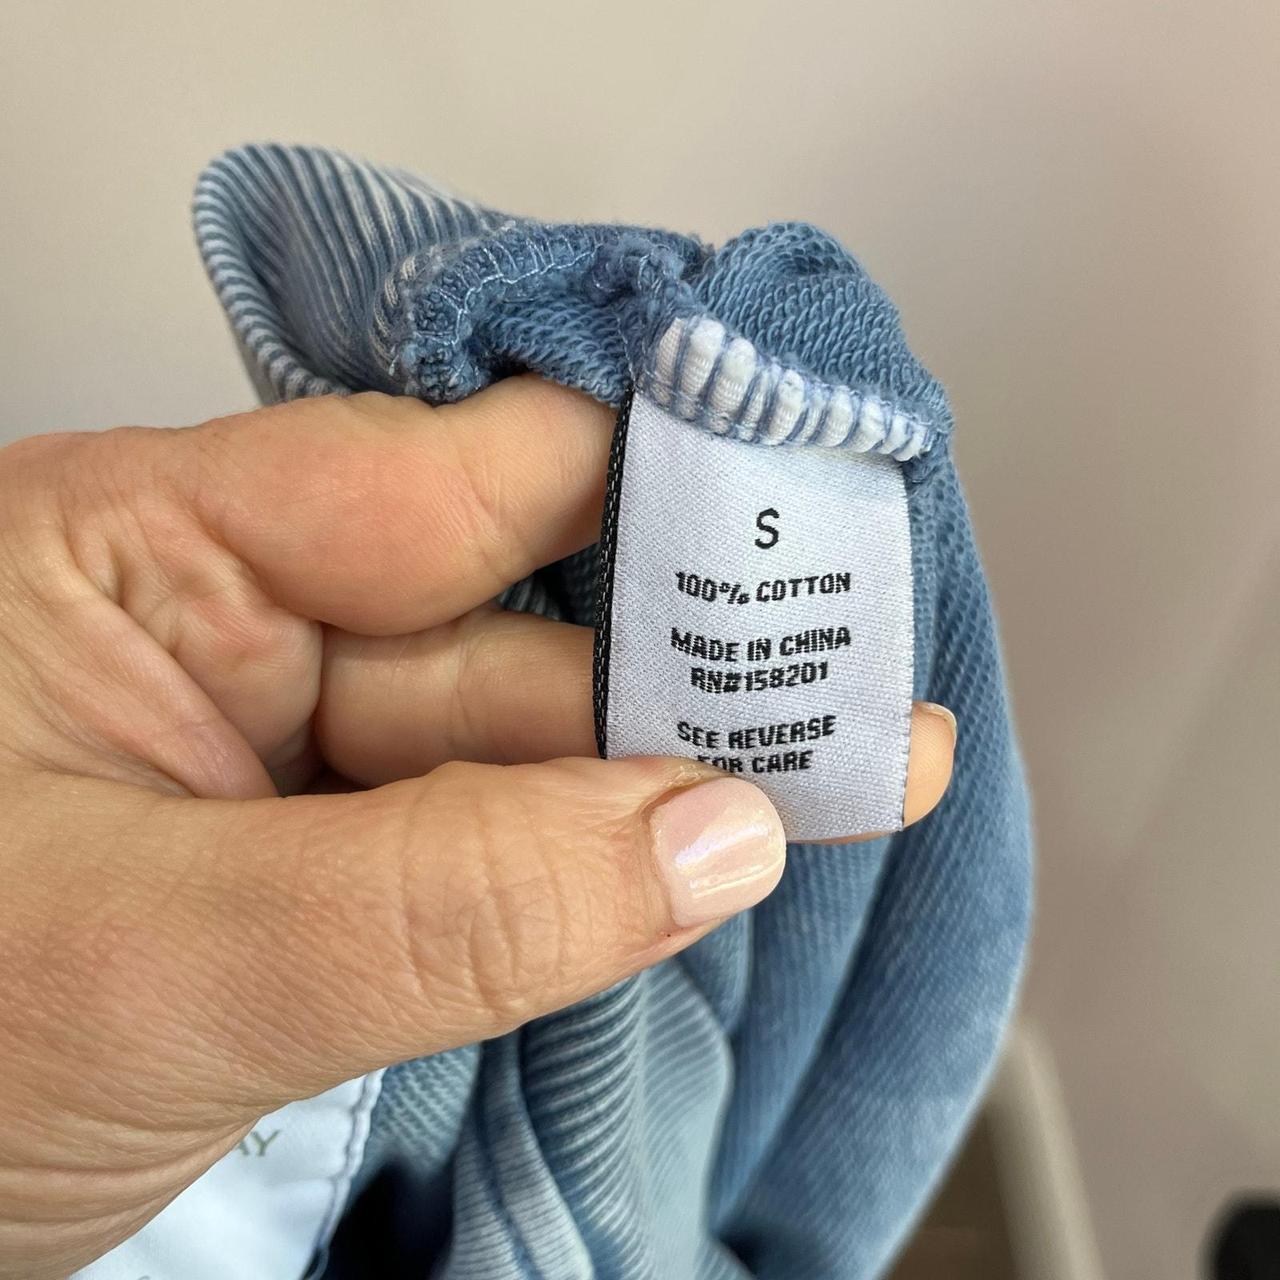 S
100% COTTON
MADE IN CHINA
RN#158201
SEE REVERSE
FOR CARE